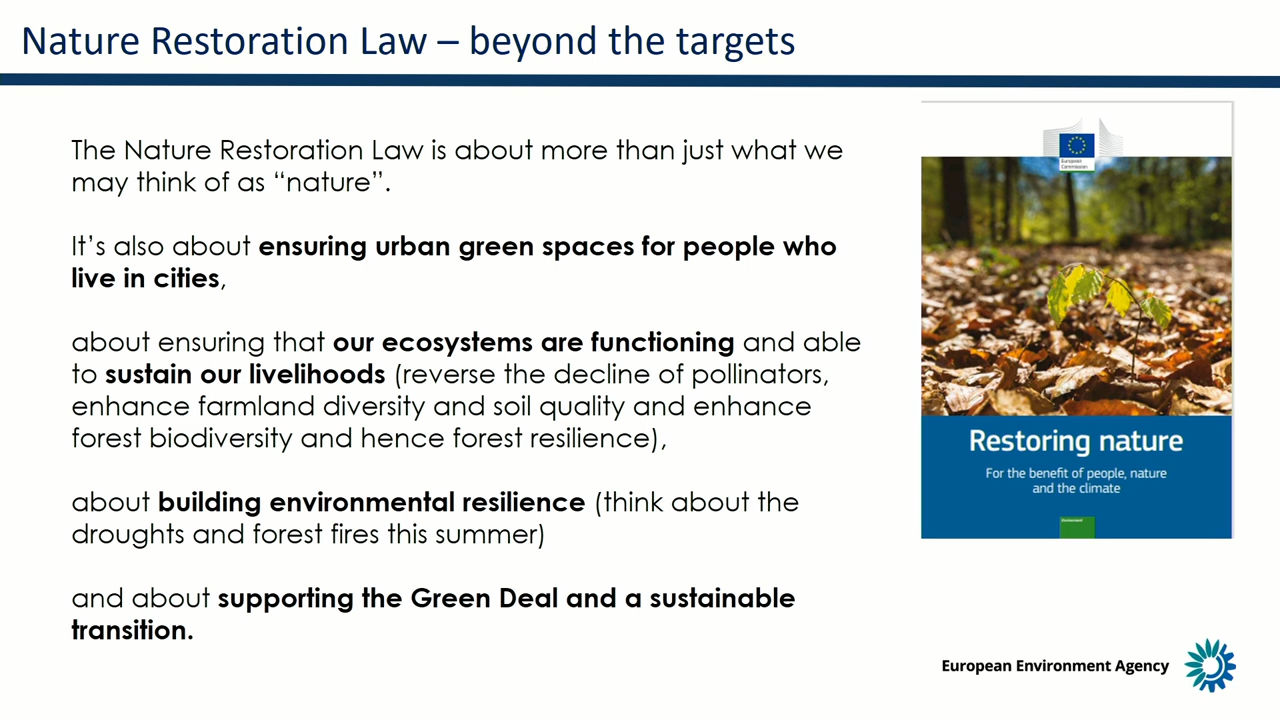 Nature Restoration Law – beyond the targets
The Nature Restoration Law is about more than just what we
may think of as “nature”.
It’s also about ensuring urban green spaces for people who
live in cities,
about ensuring that our ecosystems are functioning and able
to sustain our livelihoods (reverse the decline of pollinators,
enhance farmland diversity and soil quality and enhance
forest biodiversity and hence forest resilience),
about building environmental resilience (think about the
droughts and forest fires this summer)
and about supporting the Green Deal and a sustainable
transition.
European
Commission
Restoring nature
For the benefit of people, nature
and the climate
Environment
European Environment Agency